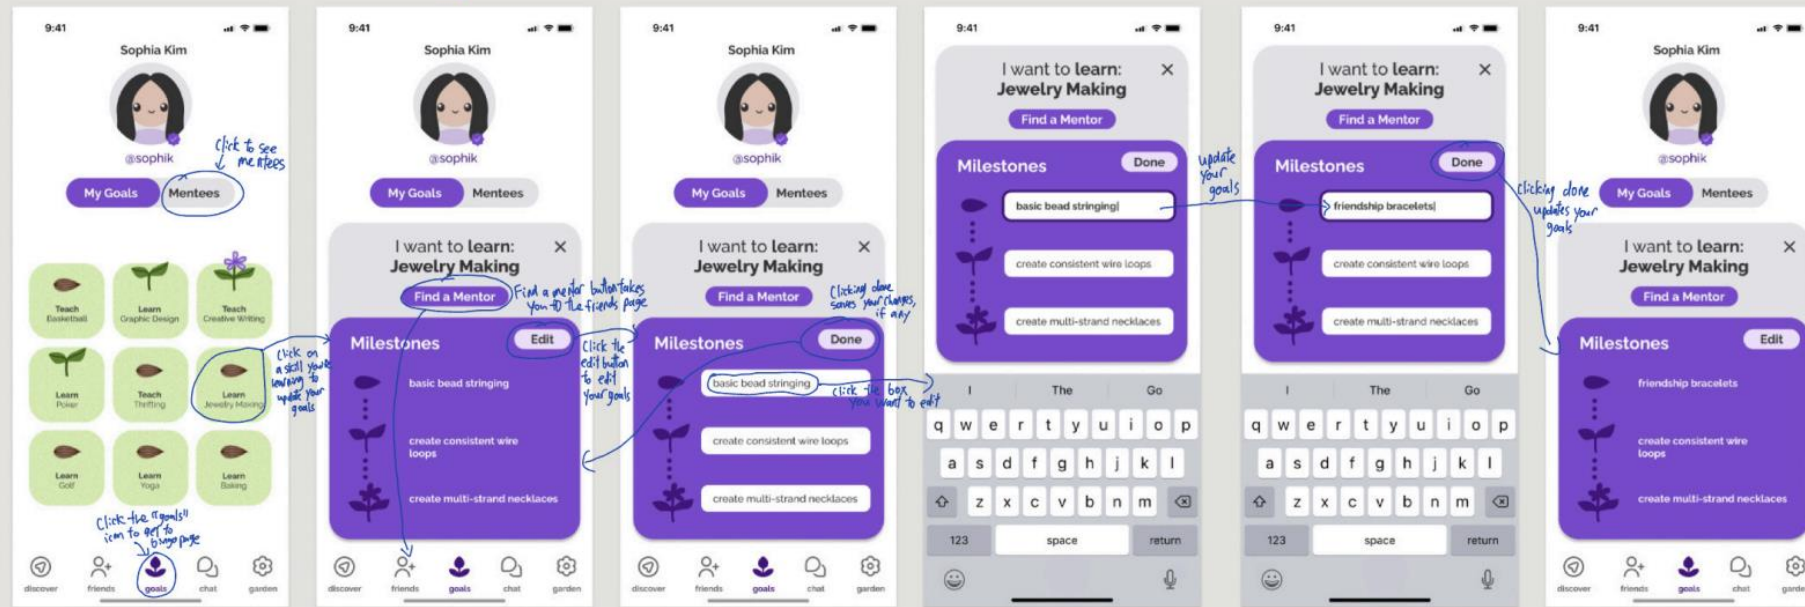 9:41
Sophia Kim
@sophik
Click to see
mentees
My Goals Mentees
Teach
Basketball
Learn
Graphic Design
Teach
Creative Writing
Learn
Poker
Teach
Thrifting
Learn
Jewelry Making
Learn
Golf
Learn
Yoga
Learn
Baking
Click on
a skill you're
learning to
update your
goals
Click the "goals"
icon to get to
bingo page
discover friends goals chat garden
9:41
Sophia Kim
@sophik
My Goals Mentees
I want to learn:
Jewelry Making
Find a Mentor
Find a mentor button takes
you to the friends page
Milestones Edit
basic bead stringing
create consistent wire
loops
create multi-strand necklaces
Click the
edit button
to edit
your goals
discover friends goals chat garden
9:41
Sophia Kim
@sophik
My Goals Mentees
I want to learn:
Jewelry Making
Find a Mentor
Clicking done
saves your changes,
if any
Milestones Done
basic bead stringing
create consistent wire loops
create multi-strand necklaces
Click the box
you want to edit
discover friends goals chat garden
9:41
I want to learn:
Jewelry Making
Find a Mentor
Milestones Done
basic bead stringing
create consistent wire loops
create multi-strand necklaces
update
your
goals
I The Go
q w e r t y u i o p
a s d f g h j k l
z x c v b n m
123 space return
9:41
I want to learn:
Jewelry Making
Find a Mentor
Milestones Done
friendship bracelets
create consistent wire loops
create multi-strand necklaces
Clicking done
updates your
goals
I The Go
q w e r t y u i o p
a s d f g h j k l
z x c v b n m
123 space return
9:41
Sophia Kim
@sophik
My Goals Mentees
I want to learn:
Jewelry Making
Find a Mentor
Milestones Edit
friendship bracelets
create consistent wire
loops
create multi-strand necklaces
discover friends goals chat garde